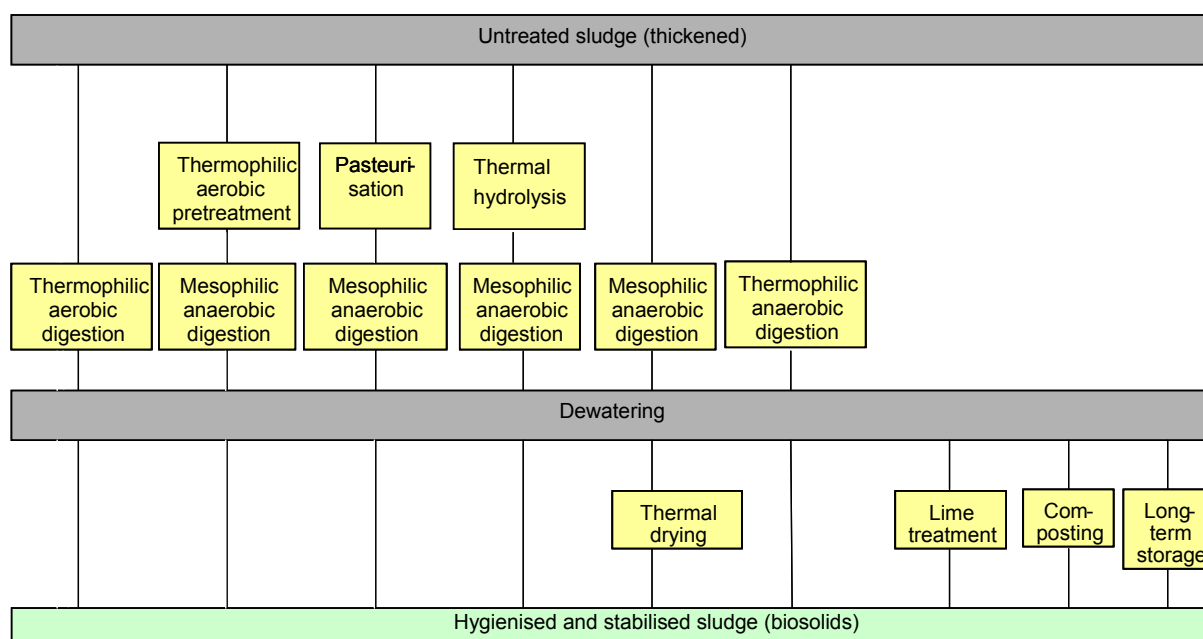 Untreated sludge (thickened)
Thermophilic
aerobic
pretreatment
Pasteuri-
sation
Thermal
hydrolysis
Thermophilic
aerobic
digestion
Mesophilic
anaerobic
digestion
Mesophilic
anaerobic
digestion
Mesophilic
anaerobic
digestion
Mesophilic
anaerobic
digestion
Thermophilic
anaerobic
digestion
Dewatering
Thermal
drying
Lime
treatment
Com-
posting
Long-
term
storage
Hygienised and stabilised sludge (biosolids)